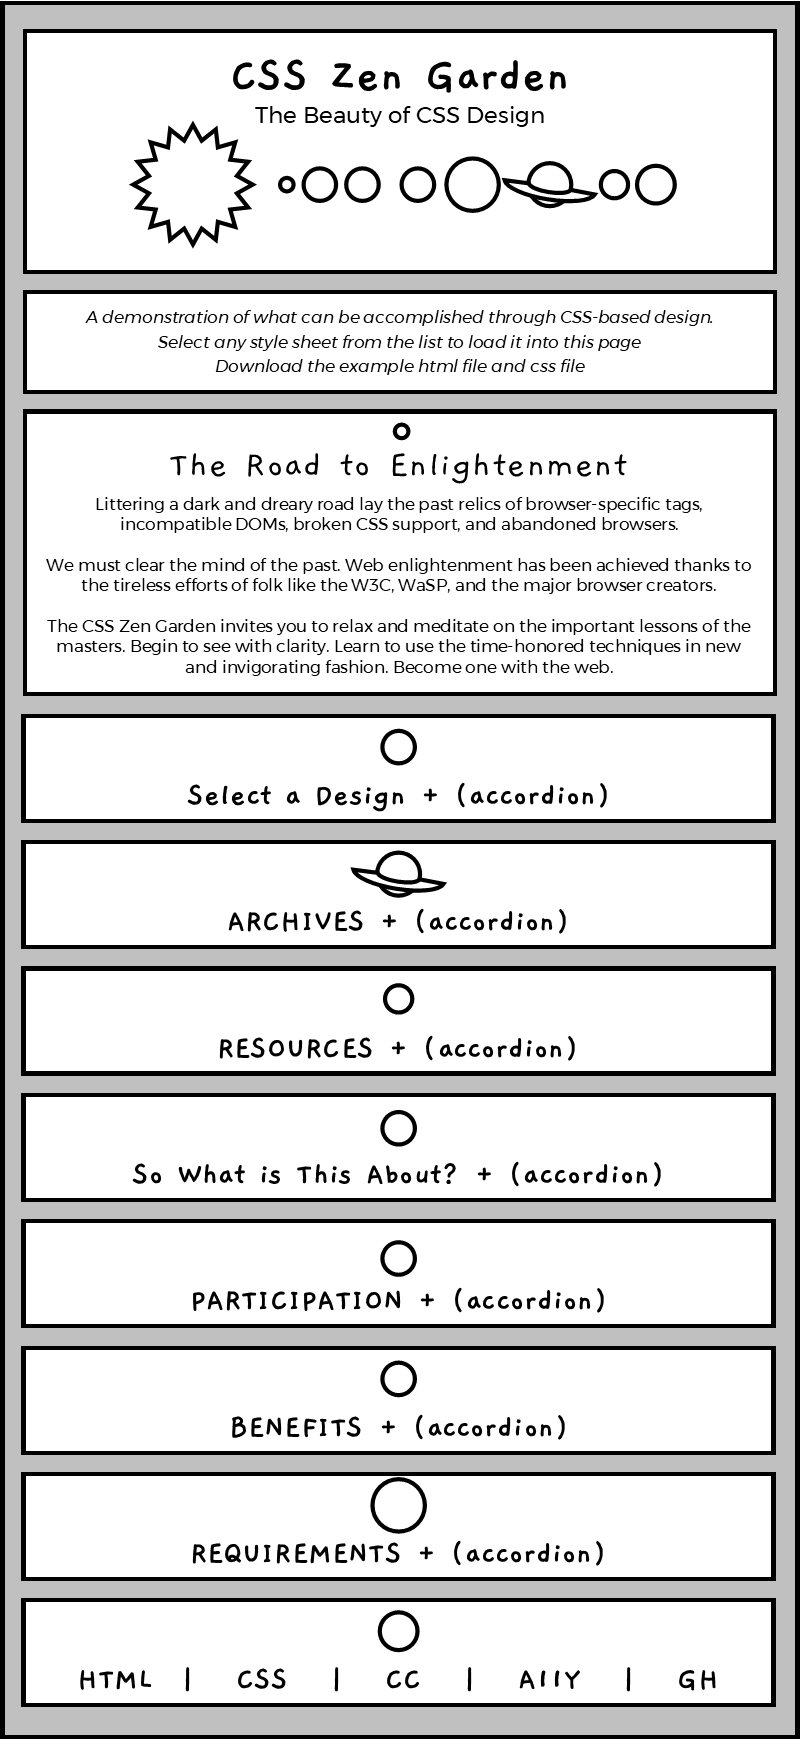 CSS Zen Garden
The Beauty of CSS Design
A demonstration of what can be accomplished through CSS-based design.
Select any style sheet from the list to load it into this page
Download the example html file and css file
The Road to Enlightenment
Littering a dark and dreary road lay the past relics of browser-specific tags,
incompatible DOMs, broken CSS support, and abandoned browsers.
We must clear the mind of the past. Web enlightenment has been achieved thanks to
the tireless efforts of folk like the W3C, WaSP, and the major browser creators.
The CSS Zen Garden invites you to relax and meditate on the important lessons of the
masters. Begin to see with clarity. Learn to use the time-honored techniques in new
and invigorating fashion. Become one with the web.
Select a Design + (accordion)
ARCHIVES + (accordion)
RESOURCES + (accordion)
So What is This About? + (accordion)
PARTICIPATION + (accordion)
BENEFITS + (accordion)
REQUIREMENTS + (accordion)
HTML | CSS | CC | A11Y | GH